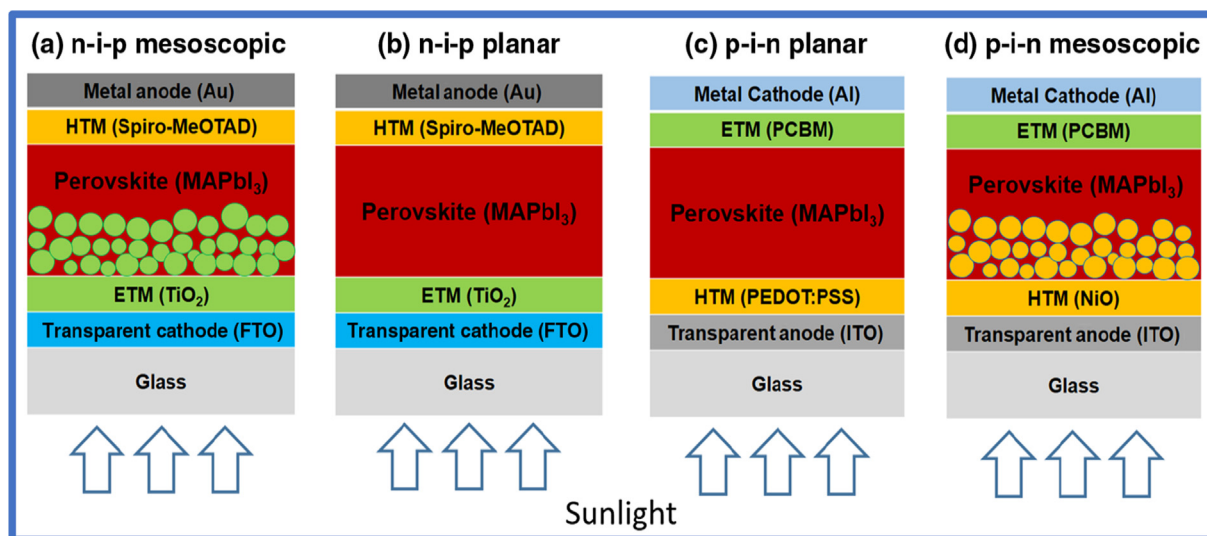 (a) n-i-p mesoscopic
Metal anode (Au)
HTM (Spiro-MeOTAD)
Perovskite (MAPbI₃)
ETM (TiO₂)
Transparent cathode (FTO)
Glass
(b) n-i-p planar
Metal anode (Au)
HTM (Spiro-MeOTAD)
Perovskite (MAPbI₃)
ETM (TiO₂)
Transparent cathode (FTO)
Glass
(c) p-i-n planar
Metal Cathode (Al)
ETM (PCBM)
Perovskite (MAPbI₃)
HTM (PEDOT:PSS)
Transparent anode (ITO)
Glass
(d) p-i-n mesoscopic
Metal Cathode (Al)
ETM (PCBM)
Perovskite (MAPbI₃)
HTM (NiO)
Transparent anode (ITO)
Glass
Sunlight